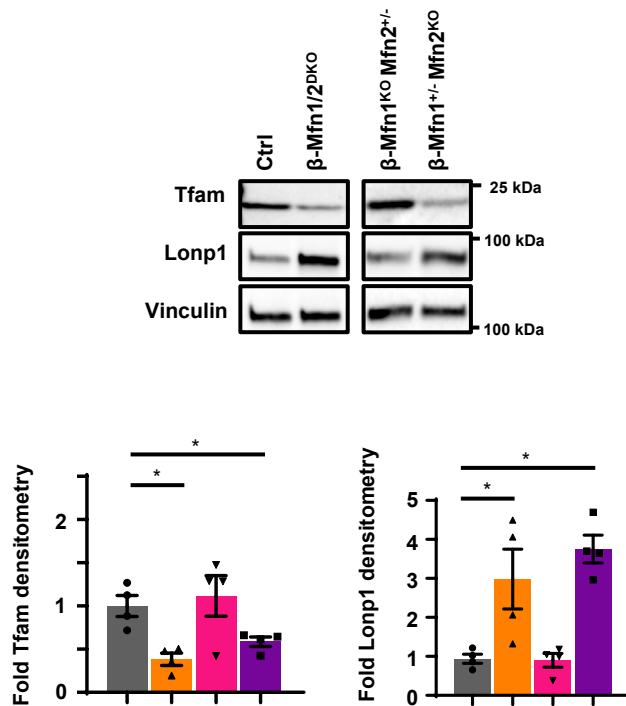 Ctrl
β-Mfn1/2ᴰᴷᴼ
β-Mfn1ᴷᴼ Mfn2⁺/⁻
β-Mfn1⁺/⁻ Mfn2ᴷᴼ
Tfam
25 kDa
Lonp1
100 kDa
Vinculin
100 kDa
Fold Tfam densitometry
2
1
0
*
*
Fold Lonp1 densitometry
5
4
3
2
1
0
*
*